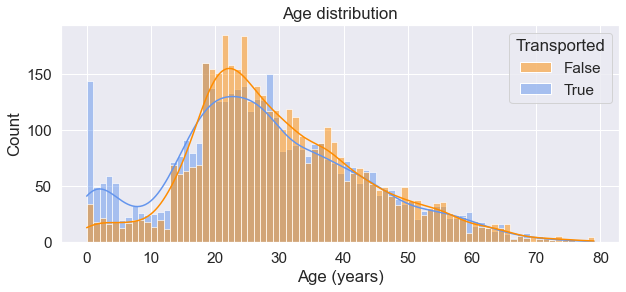 Age distribution
Transported
False
True
150
100
50
0
Count
0 10 20 30 40 50 60 70 80
Age (years)